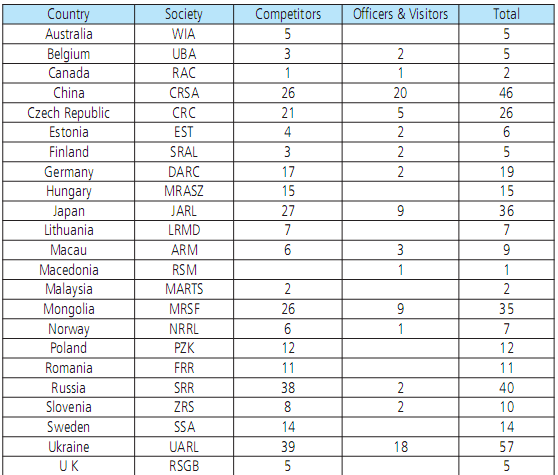 Country Society Competitors Officers & Visitors Total
Australia WIA 5 5
Belgium UBA 3 2 5
Canada RAC 1 1 2
China CRSA 26 20 46
Czech Republic CRC 21 5 26
Estonia EST 4 2 6
Finland SRAL 3 2 5
Germany DARC 17 2 19
Hungary MRASZ 15 15
Japan JARL 27 9 36
Lithuania LRMD 7 7
Macau ARM 6 3 9
Macedonia RSM 1 1
Malaysia MARTS 2 2
Mongolia MRSF 26 9 35
Norway NRRL 6 1 7
Poland PZK 12 12
Romania FRR 11 11
Russia SRR 38 2 40
Slovenia ZRS 8 2 10
Sweden SSA 14 14
Ukraine UARL 39 18 57
U K RSGB 5 5